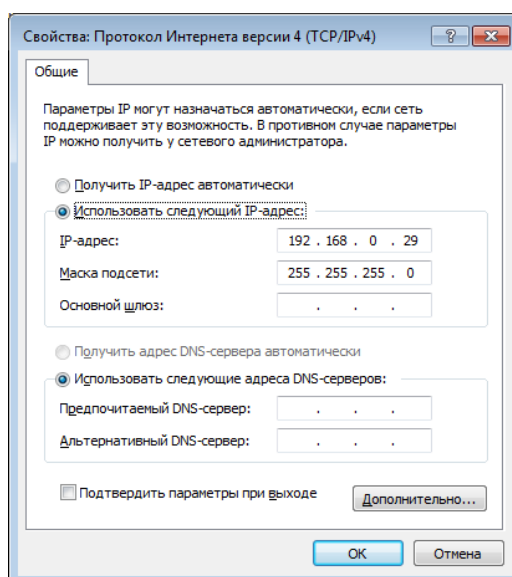 Свойства: Протокол Интернета версии 4 (TCP/IPv4)
Общие
Параметры IP могут назначаться автоматически, если сеть
поддерживает эту возможность. В противном случае параметры
IP можно получить у сетевого администратора.
Получить IP-адрес автоматически
Использовать следующий IP-адрес:
IP-адрес: 192 . 168 . 0 . 29
Маска подсети: 255 . 255 . 255 . 0
Основной шлюз: . . .
Получить адрес DNS-сервера автоматически
Использовать следующие адреса DNS-серверов:
Предпочитаемый DNS-сервер: . . .
Альтернативный DNS-сервер: . . .
Подтвердить параметры при выходе
Дополнительно...
ОК Отмена